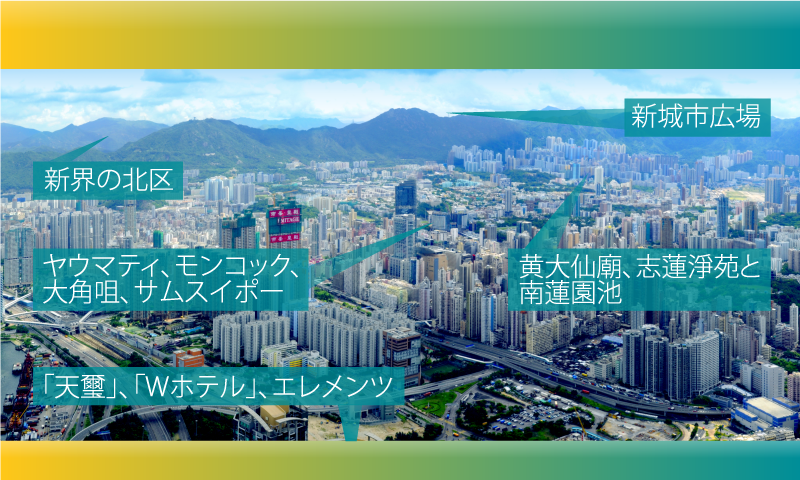 新城市広場
新界の北区
ヤウマティ、モンコック、
大角咀、サムスイポー
黄大仙廟、志蓮淨苑と
南蓮園池
「天璽」、「Wホテル」、エレメンツ